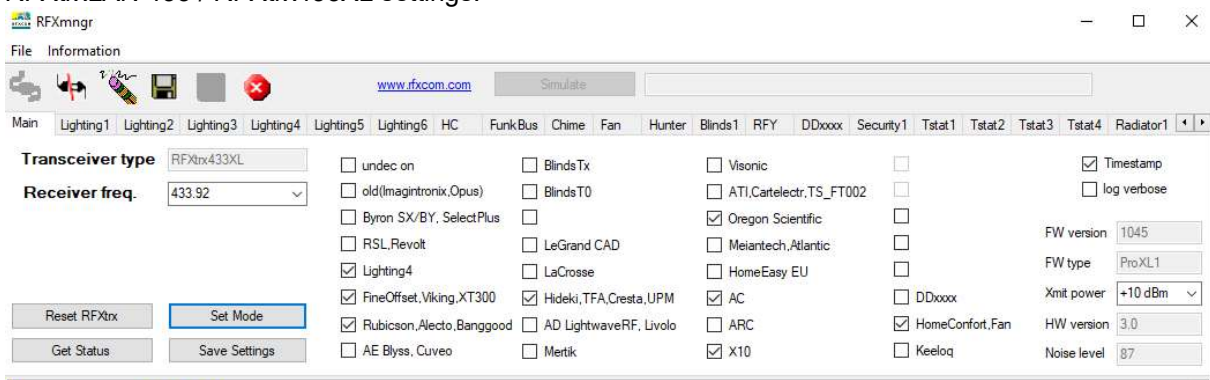 RFXmngr
File Information
www.rfxcom.com Simulate
Main Lighting1 Lighting2 Lighting3 Lighting4 Lighting5 Lighting6 HC FunkBus Chime Fan Hunter Blinds1 RFY DDxxxx Security1 Tstat1 Tstat2 Tstat3 Tstat4 Radiator1
Transceiver type RFXtrx433XL undec on BlindsTx Visonic Timestamp
Receiver freq. 433.92 old(Imagintronix,Opus) BlindsT0 ATI,Cartelectr,TS_FT002 log verbose
Byron SX/BY, SelectPlus Oregon Scientific
FW version 1045
RSL,Revolt LeGrand CAD Meiantech,Atlantic
Lighting4 LaCrosse HomeEasy EU FW type ProXL1
FineOffset,Viking,XT300 Hideki,TFA,Cresta,UPM AC DDxxxx Xmit power +10 dBm
Reset RFXtrx Set Mode Rubicson,Alecto,Banggood AD LightwaveRF, Livolo ARC HomeConfort,Fan HW version 3.0
Get Status Save Settings AE Blyss, Cuveo Mertik X10 Keeloq Noise level 87